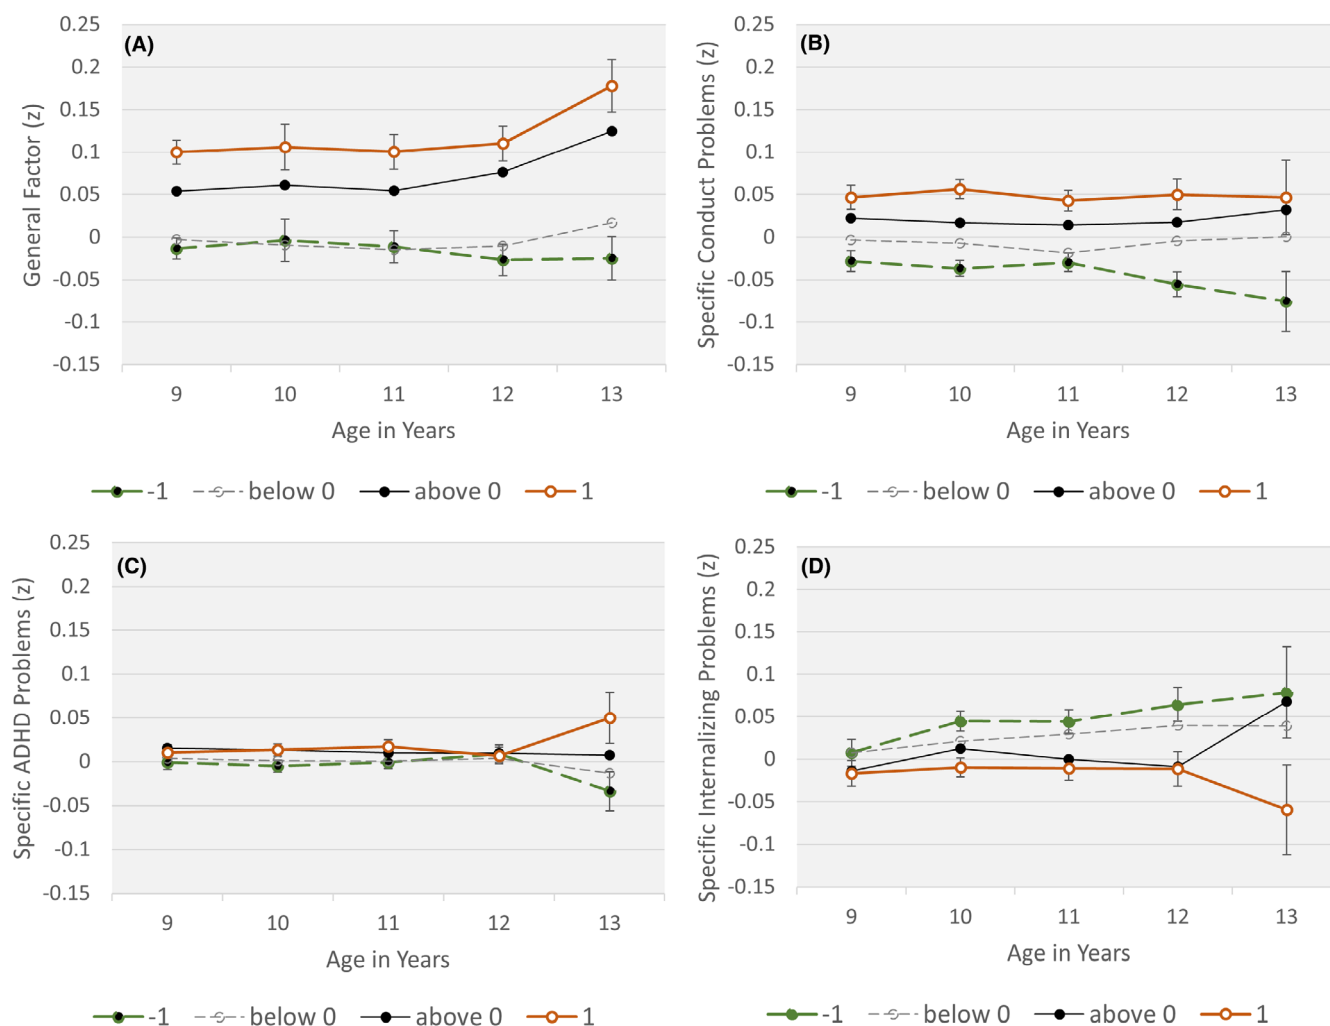 (A)
General Factor (z)
0.25
0.2
0.15
0.1
0.05
0
-0.05
-0.1
-0.15
9 10 11 12 13
Age in Years
-1 below 0 above 0 1
(B)
Specific Conduct Problems (z)
0.25
0.2
0.15
0.1
0.05
0
-0.05
-0.1
-0.15
9 10 11 12 13
Age in Years
-1 below 0 above 0 1
(C)
Specific ADHD Problems (z)
0.25
0.2
0.15
0.1
0.05
0
-0.05
-0.1
-0.15
9 10 11 12 13
Age in Years
-1 below 0 above 0 1
(D)
Specific Internalizing Problems (z)
0.25
0.2
0.15
0.1
0.05
0
-0.05
-0.1
-0.15
9 10 11 12 13
Age in Years
-1 below 0 above 0 1